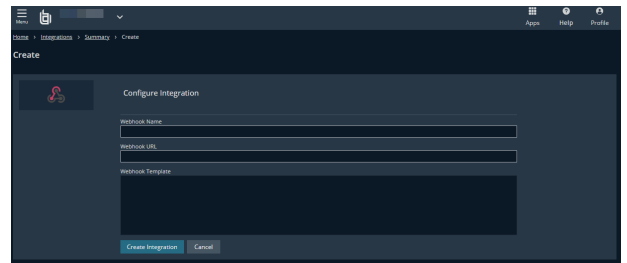 Menu
Apps
Help
Profile
Home › Integrations › Summary › Create
Create
Configure Integration
Webhook Name
Webhook URL
Webhook Template
Create Integration
Cancel